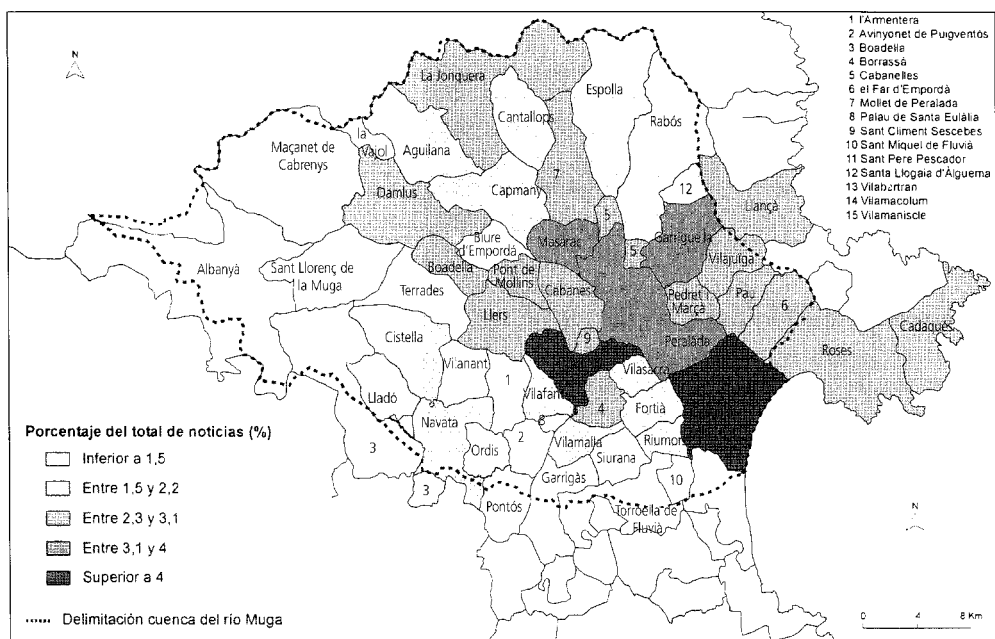 N
1 l'Armentera
2 Avinyonet de Puigventós
3 Boadella
4 Borrassà
5 Cabanelles
6 el Far d'Empordà
7 Mollet de Peralada
8 Palau de Santa Eulàlia
9 Sant Climent Sescebes
10 Sant Miquel de Fluvià
11 Sant Pere Pescador
12 Santa Llogaia d'Àlguema
13 Vilabertran
14 Vilamacolum
15 Vilamaniscle
La Jonquera
Espolla
Cantallops
Rabós
la Vajol
Maçanet de
Cabrenys
Agullana
7
12
Capmany
Llançà
5
Masarac
Garriguella
Biure
d'Empordà
5
Vilajuïga
Albanyà
Sant Llorenç de
la Muga
Boadella
Pont de
Molins
Terrades
Cabanes
Pedret i
Marçà
Pau
6
Llers
Cadaqués
Cistella
9
Peralada
Roses
Vilanant
Vilasacra
1
Vilafant
Lladó
4
Fortià
Navata
8
2
Vilamalla
Riumors
Ordis
Siurana
3
Garrigàs
10
3
Pontós
Torroella de
Fluvià
Porcentaje del total de noticias (%)
Inferior a 1,5
Entre 1,5 y 2,2
Entre 2,3 y 3,1
Entre 3,1 y 4
Superior a 4
Delimitación cuenca del río Muga
N
0 4 8 Km